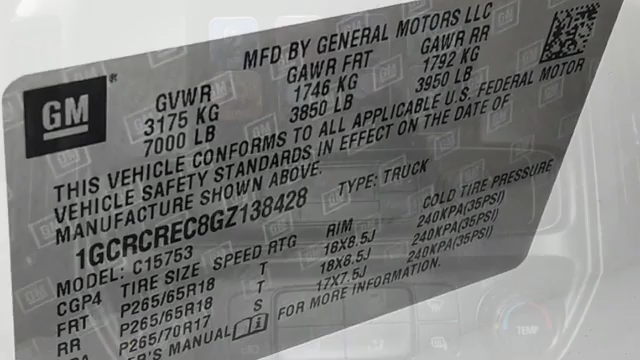 MFD BY GENERAL MOTORS LLC
GM ®
GVWR GAWR FRT GAWR RR
3175 KG 1746 KG 1792 KG
7000 LB 3850 LB 3950 LB
THIS VEHICLE CONFORMS TO ALL APPLICABLE U.S. FEDERAL MOTOR
VEHICLE SAFETY STANDARDS IN EFFECT ON THE DATE OF
MANUFACTURE SHOWN ABOVE.
1GCRCREC8GZ138428 TYPE: TRUCK
MODEL: C15753
CGP4 TIRE SIZE SPEED RTG RIM COLD TIRE PRESSURE
FRT P265/65R18 T 18X8.5J 240KPA(35PSI)
RR P265/65R18 T 18X8.5J 240KPA(35PSI)
P265/70R17 S 17X7.5J 240KPA(35PSI)
MANUAL FOR MORE INFORMATION.
TEMP